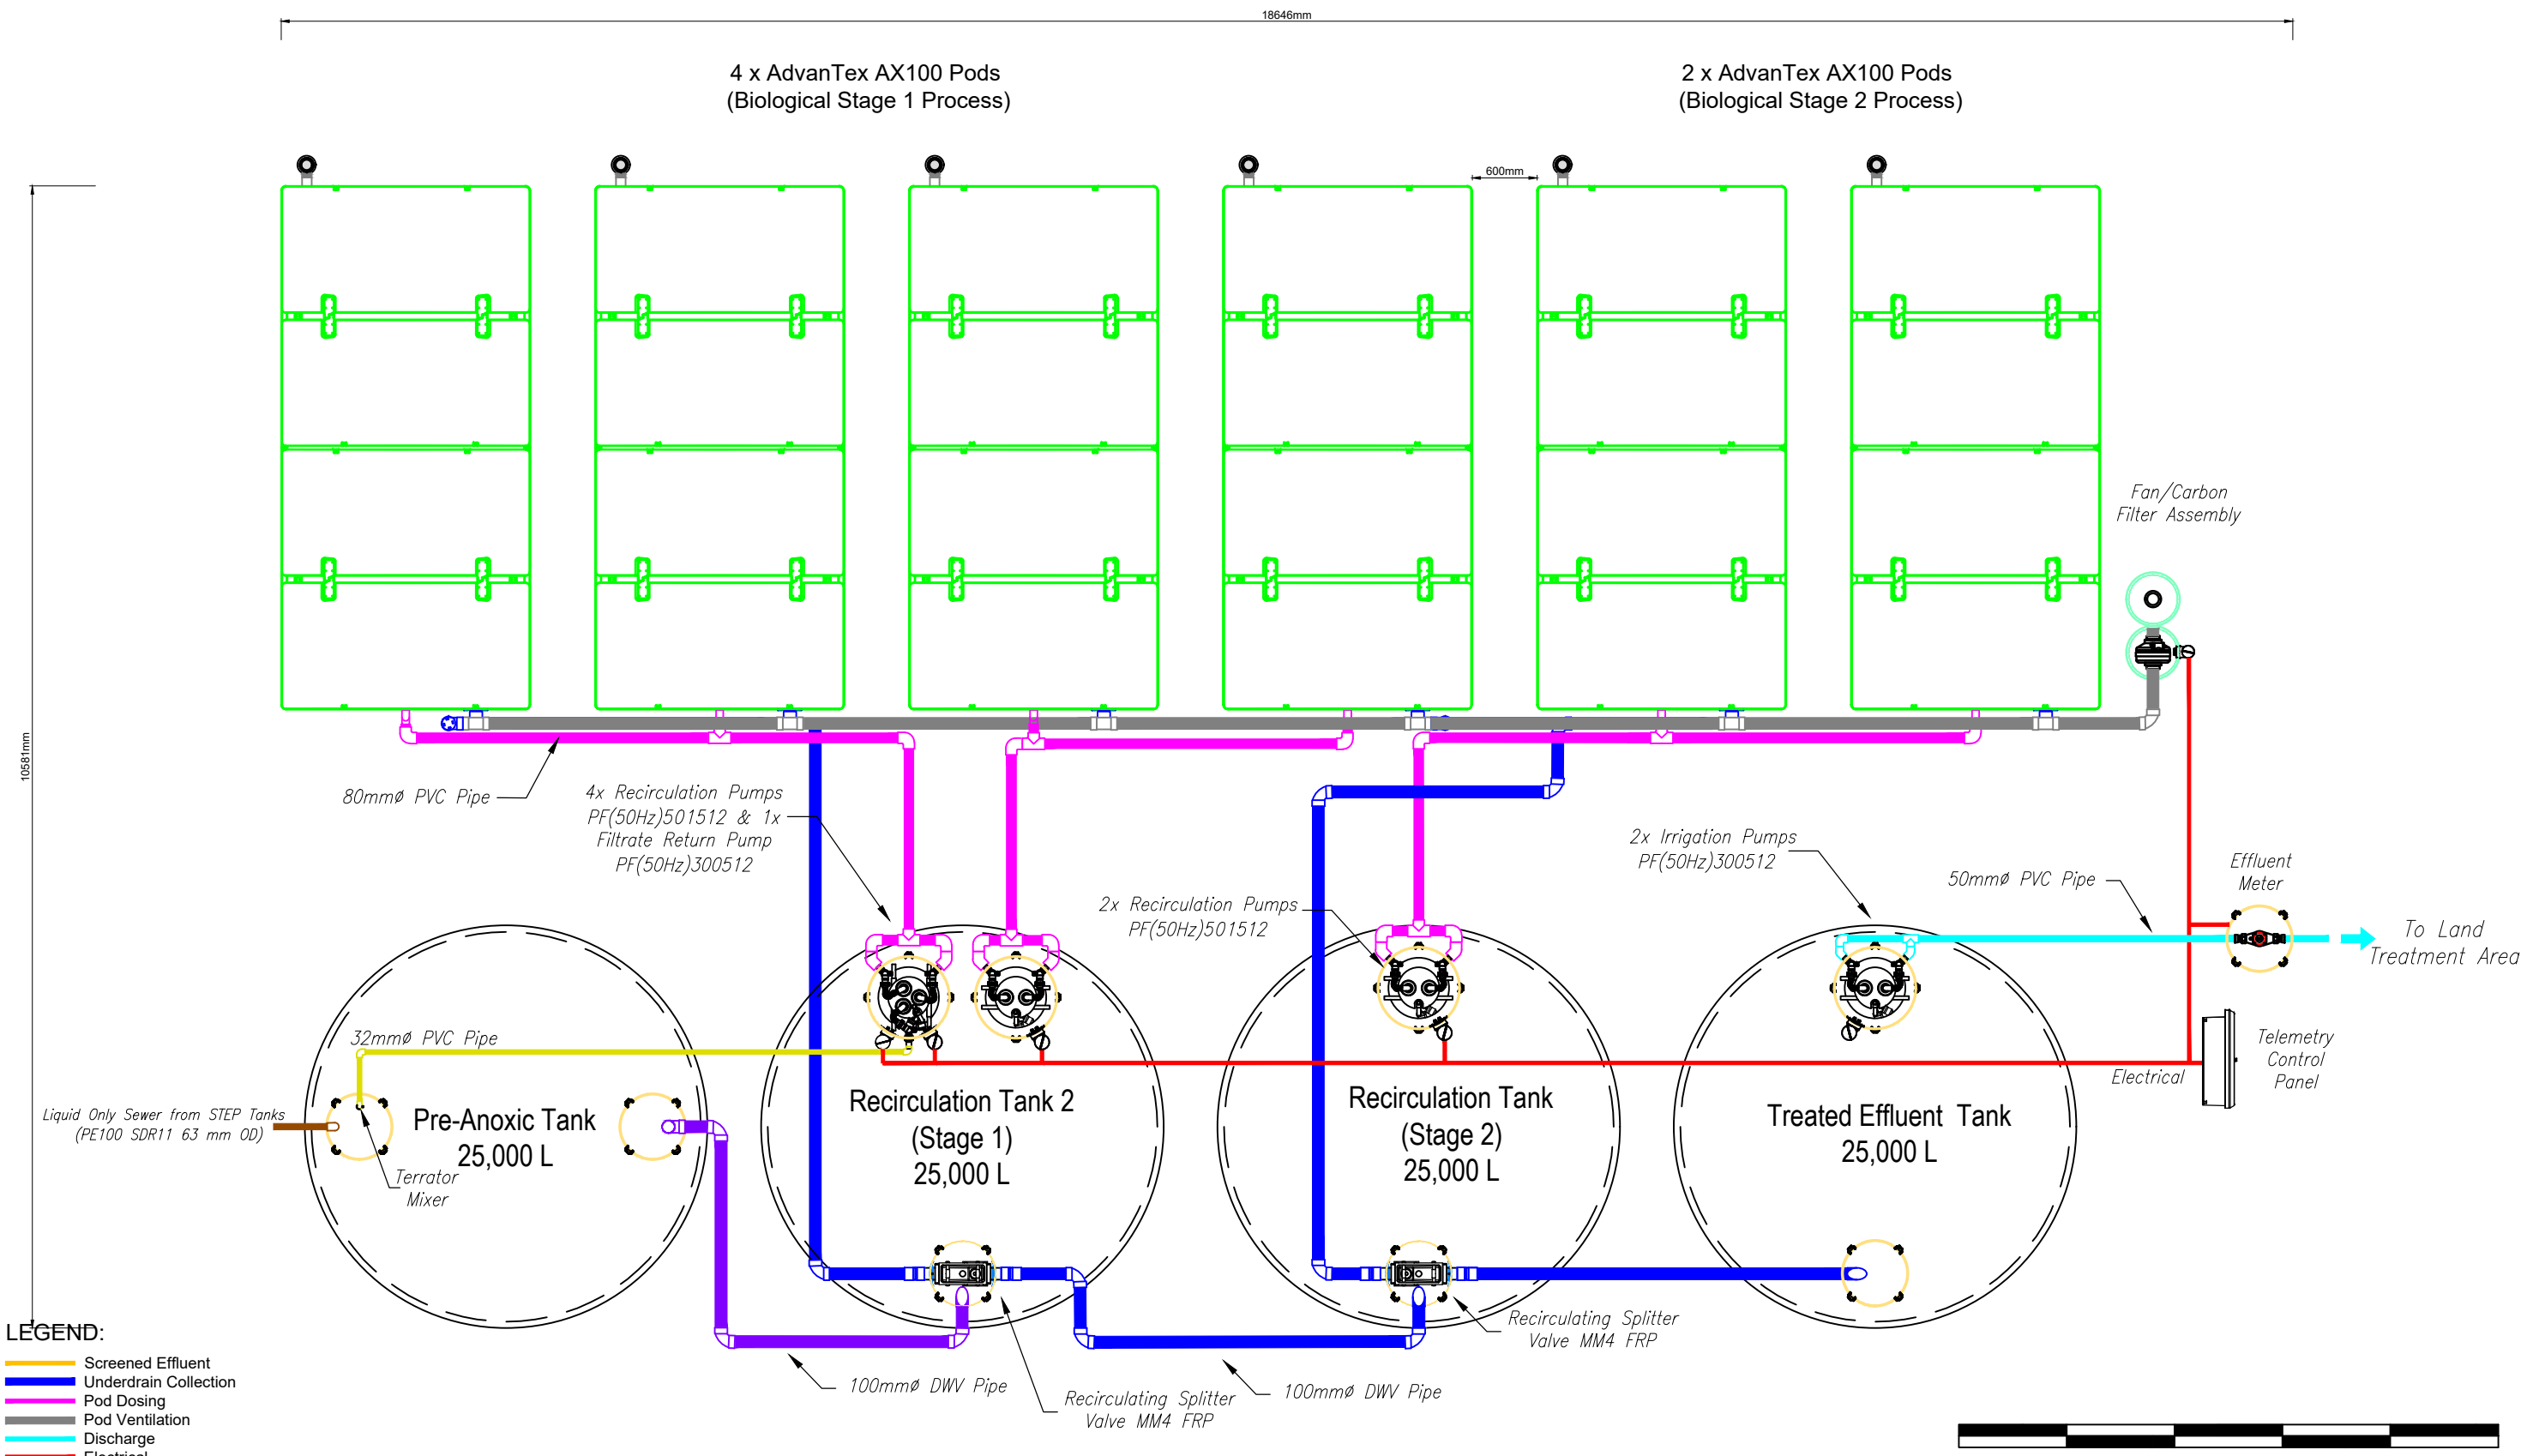 18646mm
4 x AdvanTex AX100 Pods
(Biological Stage 1 Process)
2 x AdvanTex AX100 Pods
(Biological Stage 2 Process)
600mm
10581mm
Fan/Carbon
Filter Assembly
80mmø PVC Pipe
4x Recirculation Pumps
PF(50Hz)501512 & 1x
Filtrate Return Pump
PF(50Hz)300512
2x Recirculation Pumps
PF(50Hz)501512
2x Irrigation Pumps
PF(50Hz)300512
50mmø PVC Pipe
Effluent
Meter
To Land
Treatment Area
32mmø PVC Pipe
Liquid Only Sewer from STEP Tanks
(PE100 SDR11 63 mm OD)
Pre-Anoxic Tank
25,000 L
Terrator
Mixer
Recirculation Tank 2
(Stage 1)
25,000 L
Recirculation Tank
(Stage 2)
25,000 L
Treated Effluent Tank
25,000 L
Electrical
Telemetry
Control
Panel
100mmø DWV Pipe
Recirculating Splitter
Valve MM4 FRP
100mmø DWV Pipe
Recirculating Splitter
Valve MM4 FRP
LEGEND:
Screened Effluent
Underdrain Collection
Pod Dosing
Pod Ventilation
Discharge
Electrical